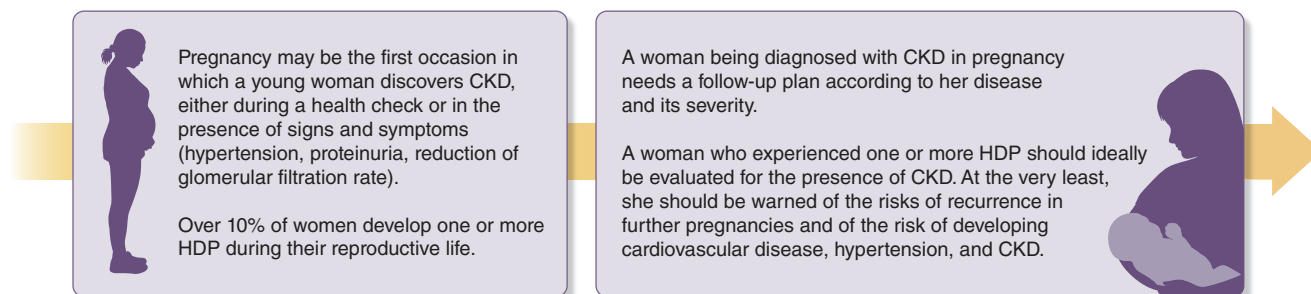 Pregnancy may be the first occasion in
which a young woman discovers CKD,
either during a health check or in the
presence of signs and symptoms
(hypertension, proteinuria, reduction of
glomerular filtration rate).
Over 10% of women develop one or more
HDP during their reproductive life.
A woman being diagnosed with CKD in pregnancy
needs a follow-up plan according to her disease
and its severity.
A woman who experienced one or more HDP should ideally
be evaluated for the presence of CKD. At the very least,
she should be warned of the risks of recurrence in
further pregnancies and of the risk of developing
cardiovascular disease, hypertension, and CKD.